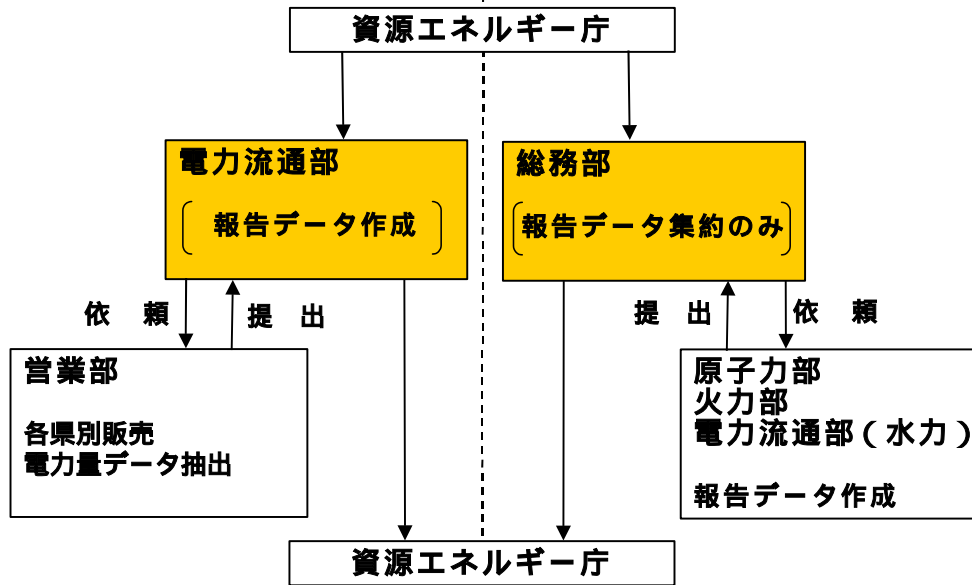 資源エネルギー庁
電力流通部
報告データ作成
総務部
報告データ集約のみ
依 頼
提 出
提 出
依 頼
営業部
各県別販売
電力量データ抽出
原子力部
火力部
電力流通部(水力)
報告データ作成
資源エネルギー庁